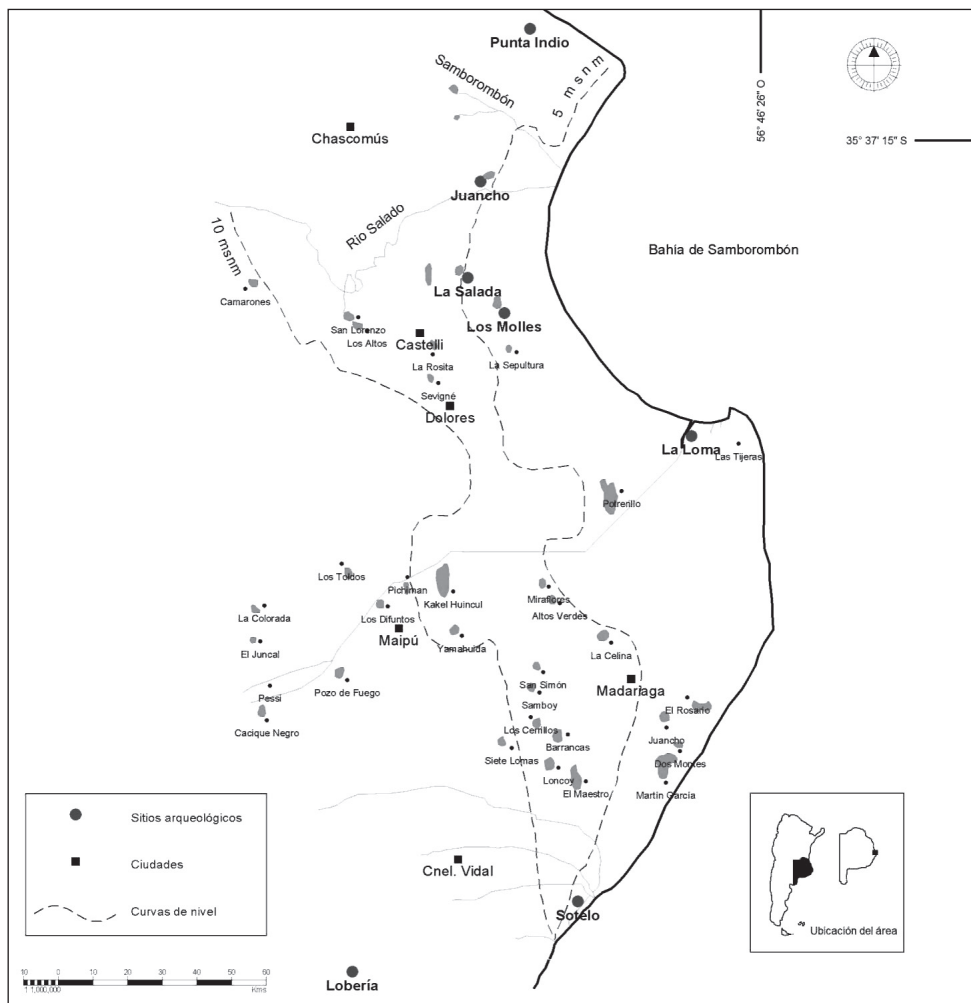 Punta Indio
Samborombón
5 msnm
56° 46' 26" O
35° 37' 15" S
Chascomús
Juancho
Rio Salado
10 msnm
Bahía de Samborombón
Camarones
La Salada
San Lorenzo
Los Altos
Los Molles
Castelli
La Rosita
La Sepultura
Sevigné
Dolores
La Loma
Las Tijeras
Potrerillo
Los Toldos
Pichiman
Kakel Huincul
Miraflores
Altos Verdes
La Colorada
Los Difuntos
Maipú
Yamahuida
La Celina
El Juncal
Pessi
Pozo de Fuego
San Simón
Madariaga
Samboy
El Rosario
Cacique Negro
Los Cerrillos
Juancho
Barrancas
Siete Lomas
Dos Montes
Loncoy
El Maestro
Martín García
Sitios arqueológicos
Ciudades
Curvas de nivel
Cnel. Vidal
Sotelo
Ubicación del área
Lobería
10 0 10 20 30 40 50 60
1:1,000,000 Kms